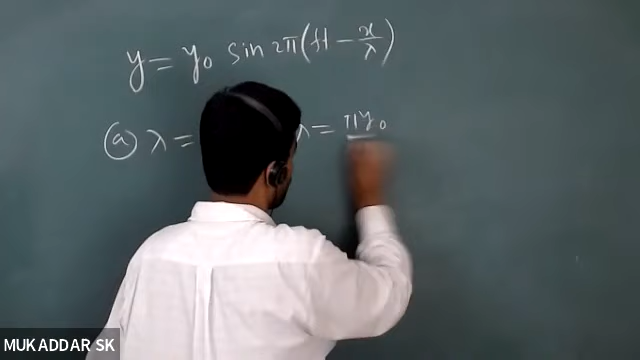 y = y₀ sin 2π(ft − x/λ)
(a) λ = λ = πy₀
MUKADDAR SK